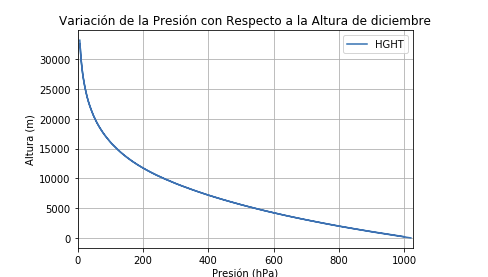 Variación de la Presión con Respecto a la Altura de diciembre
HGHT
30000
25000
20000
15000
10000
5000
0
Altura (m)
0 200 400 600 800 1000
Presión (hPa)